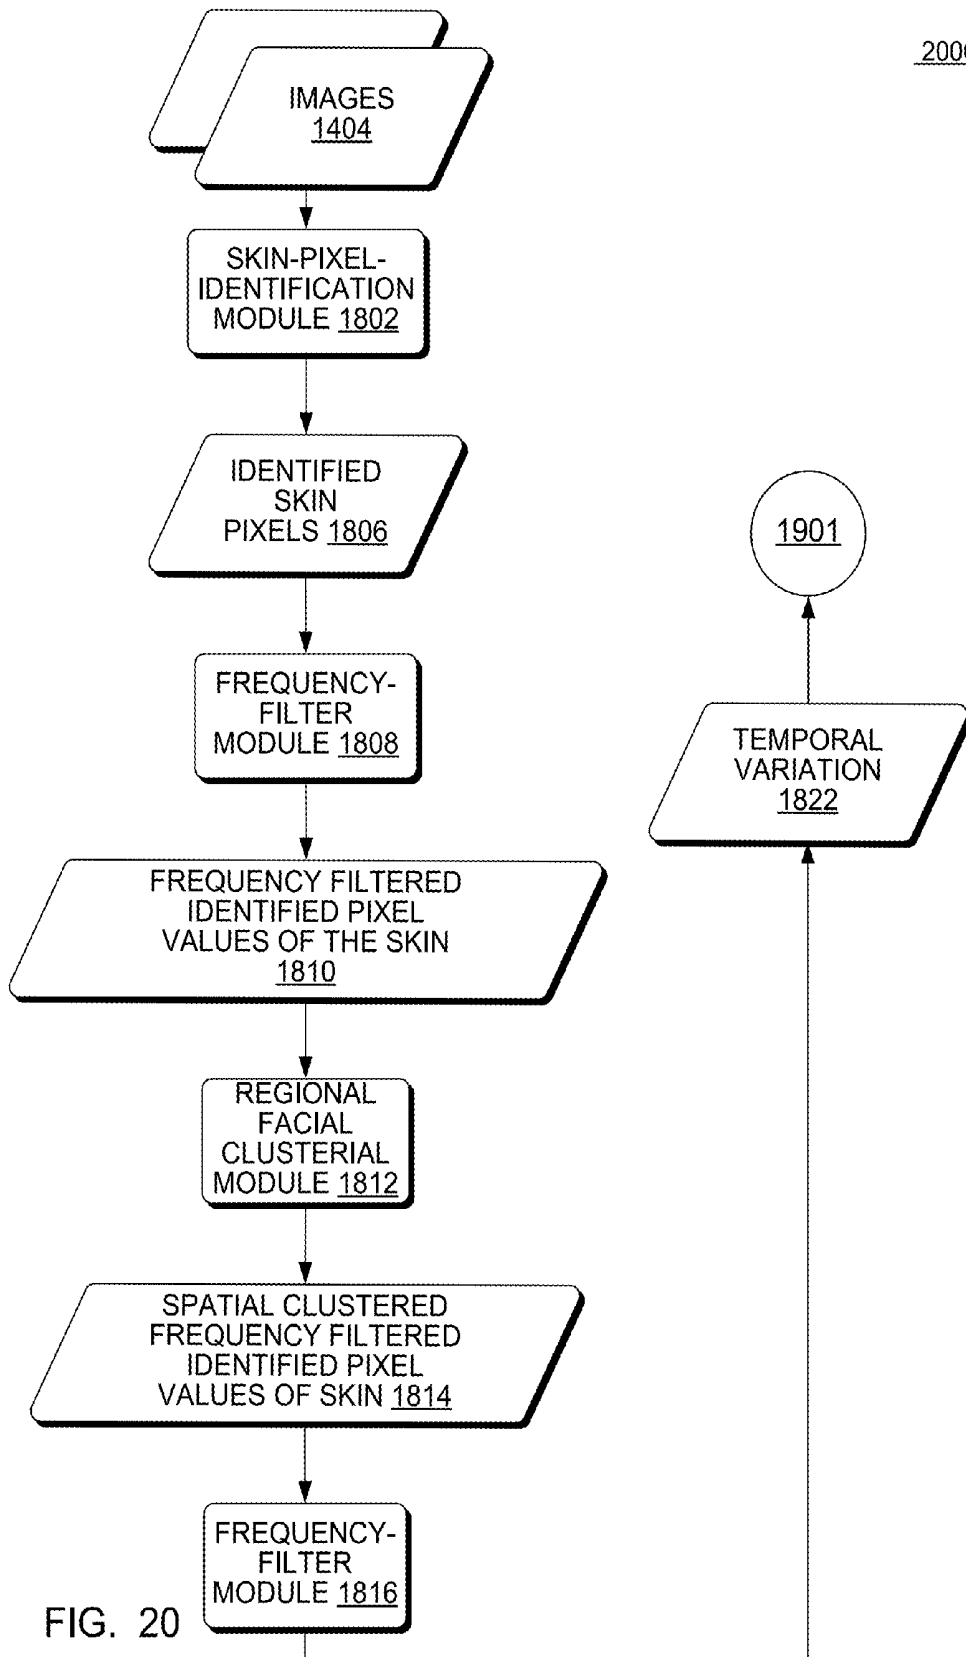 IMAGES
1404
SKIN-PIXEL-
IDENTIFICATION
MODULE 1802
IDENTIFIED
SKIN
PIXELS 1806
FREQUENCY-
FILTER
MODULE 1808
FREQUENCY FILTERED
IDENTIFIED PIXEL
VALUES OF THE SKIN
1810
REGIONAL
FACIAL
CLUSTERIAL
MODULE 1812
SPATIAL CLUSTERED
FREQUENCY FILTERED
IDENTIFIED PIXEL
VALUES OF SKIN 1814
FREQUENCY-
FILTER
MODULE 1816
FIG. 20
1901
TEMPORAL
VARIATION
1822